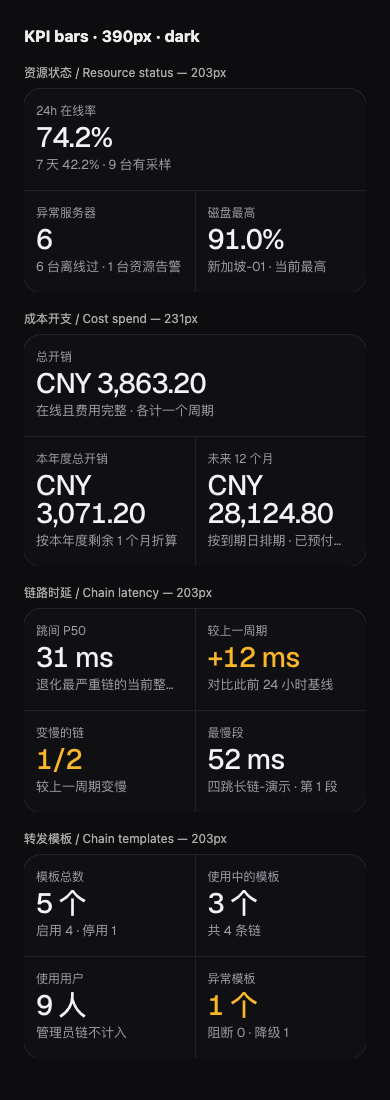 KPI bars · 390px · dark
资源状态 / Resource status — 203px
24h 在线率
74.2%
7 天 42.2% · 9 台有采样
异常服务器
6
6 台离线过 · 1 台资源告警
磁盘最高
91.0%
新加坡-01 · 当前最高
成本开支 / Cost spend — 231px
总开销
CNY 3,863.20
在线且费用完整 · 各计一个周期
本年度总开销
CNY
3,071.20
按本年度剩余 1 个月折算
未来 12 个月
CNY
28,124.80
按到期日排期 · 已预付…
链路时延 / Chain latency — 203px
跳间 P50
31 ms
退化最严重链的当前整…
较上一周期
+12 ms
对比此前 24 小时基线
变慢的链
1/2
较上一周期变慢
最慢段
52 ms
四跳长链-演示 · 第 1 段
转发模板 / Chain templates — 203px
模板总数
5 个
启用 4 · 停用 1
使用中的模板
3 个
共 4 条链
使用用户
9 人
管理员链不计入
异常模板
1 个
阻断 0 · 降级 1